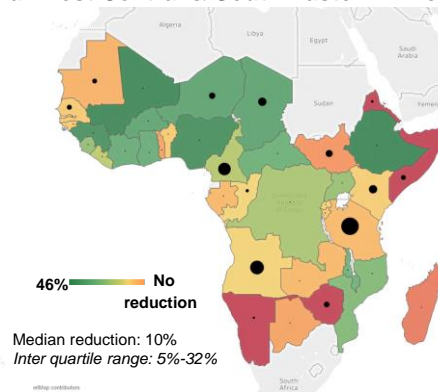 Algeria
Libya
Egypt
Saudi
Arabia
Sudan
Yemen
46%
No
reduction
Median reduction: 10%
Inter quartile range: 5%-32%
South
Africa